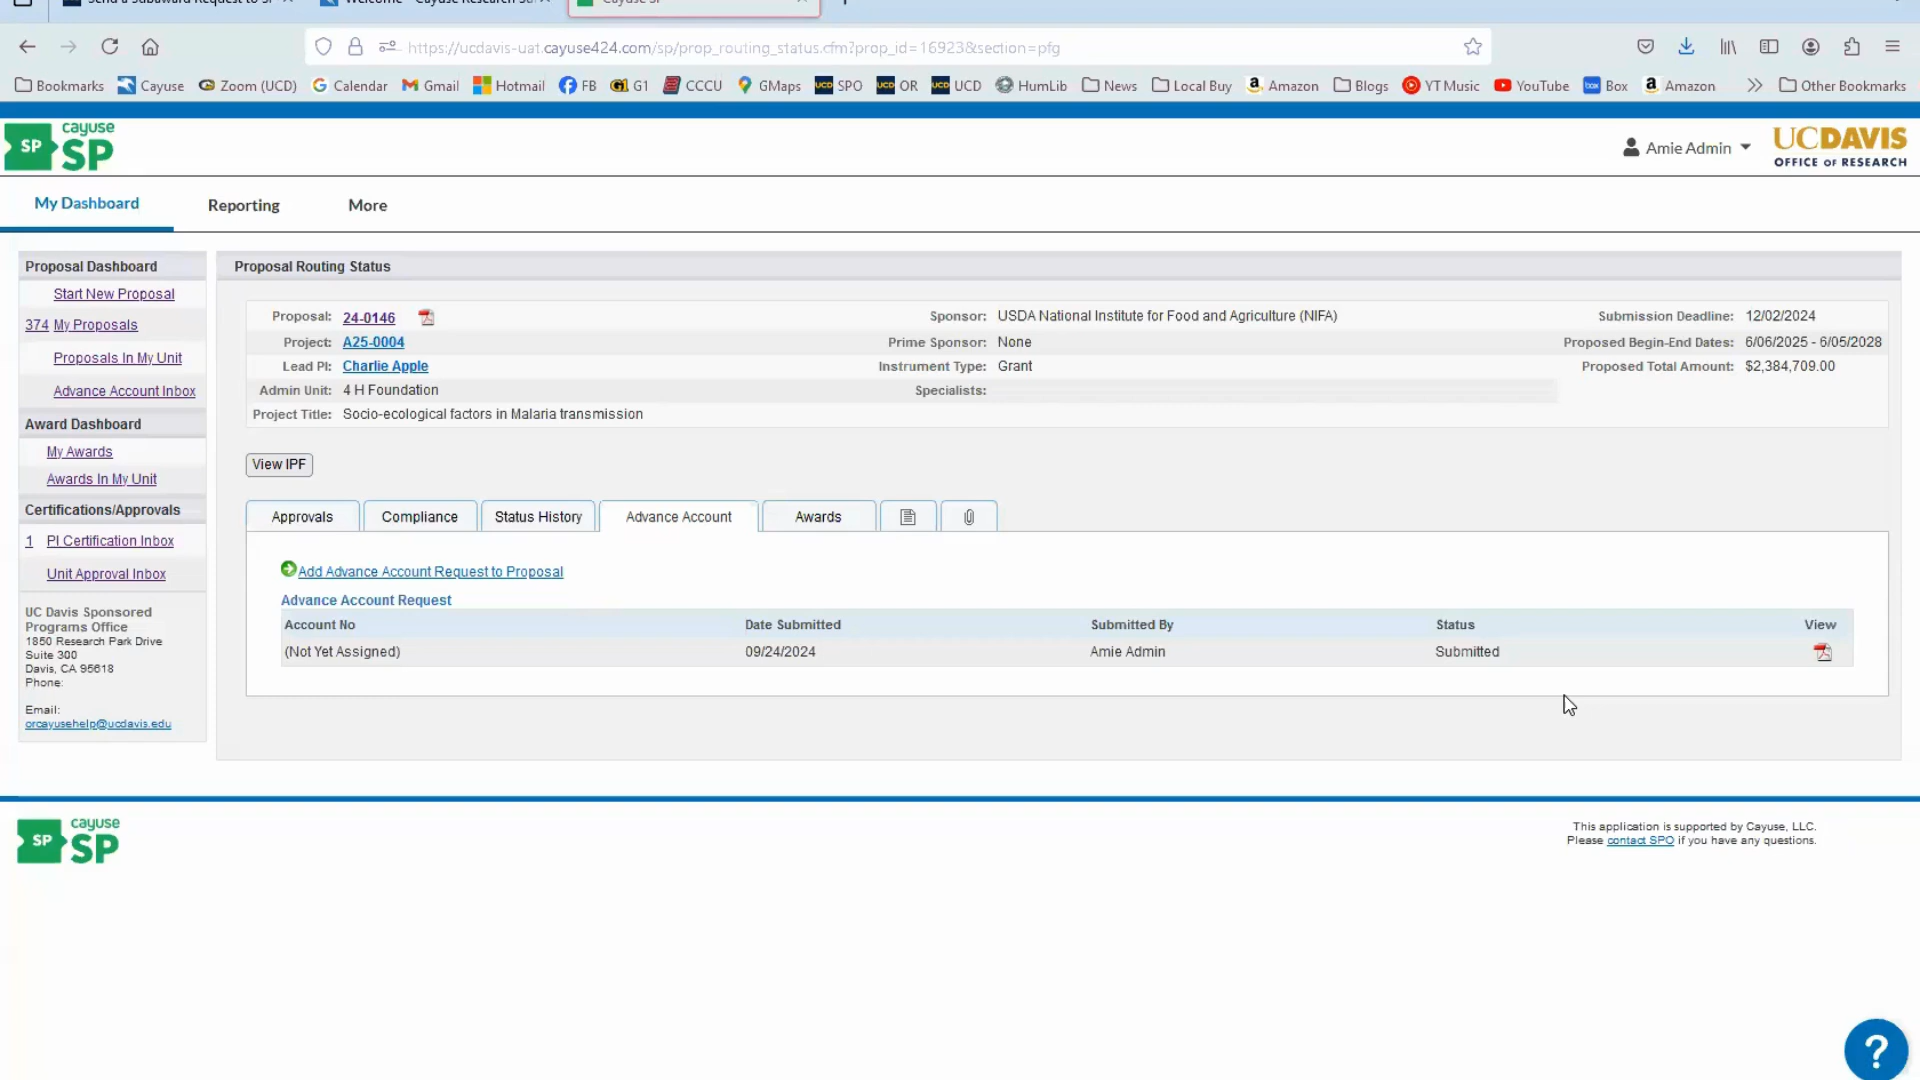 https://ucdavis-uat.cayuse424.com/sp/prop_routing_status.cfm?prop_id=16923&section=pfg
Bookmarks Cayuse Zoom (UCD) Calendar Gmail Hotmail FB G1 CCCU GMaps SPO OR UCD HumLib News Local Buy Amazon Blogs YT Music YouTube Box Amazon Other Bookmarks
SP cayuse SP
Amie Admin
UCDAVIS
OFFICE OF RESEARCH
My Dashboard Reporting More
Proposal Dashboard
Start New Proposal
374 My Proposals
Proposals In My Unit
Advance Account Inbox
Award Dashboard
My Awards
Awards In My Unit
Certifications/Approvals
1 PI Certification Inbox
Unit Approval Inbox
UC Davis Sponsored
Programs Office
1850 Research Park Drive
Suite 300
Davis, CA 95618
Phone:
Email:
orcayusehelp@ucdavis.edu
Proposal Routing Status
Proposal: 24-0146 Sponsor: USDA National Institute for Food and Agriculture (NIFA) Submission Deadline: 12/02/2024
Project: A25-0004 Prime Sponsor: None Proposed Begin-End Dates: 6/06/2025 - 6/05/2028
Lead PI: Charlie Apple Instrument Type: Grant Proposed Total Amount: $2,384,709.00
Admin Unit: 4 H Foundation Specialists:
Project Title: Socio-ecological factors in Malaria transmission
View IPF
Approvals Compliance Status History Advance Account Awards
Add Advance Account Request to Proposal
Advance Account Request
Account No Date Submitted Submitted By Status View
(Not Yet Assigned) 09/24/2024 Amie Admin Submitted
SP cayuse SP
This application is supported by Cayuse, LLC.
Please contact SPO if you have any questions.
?